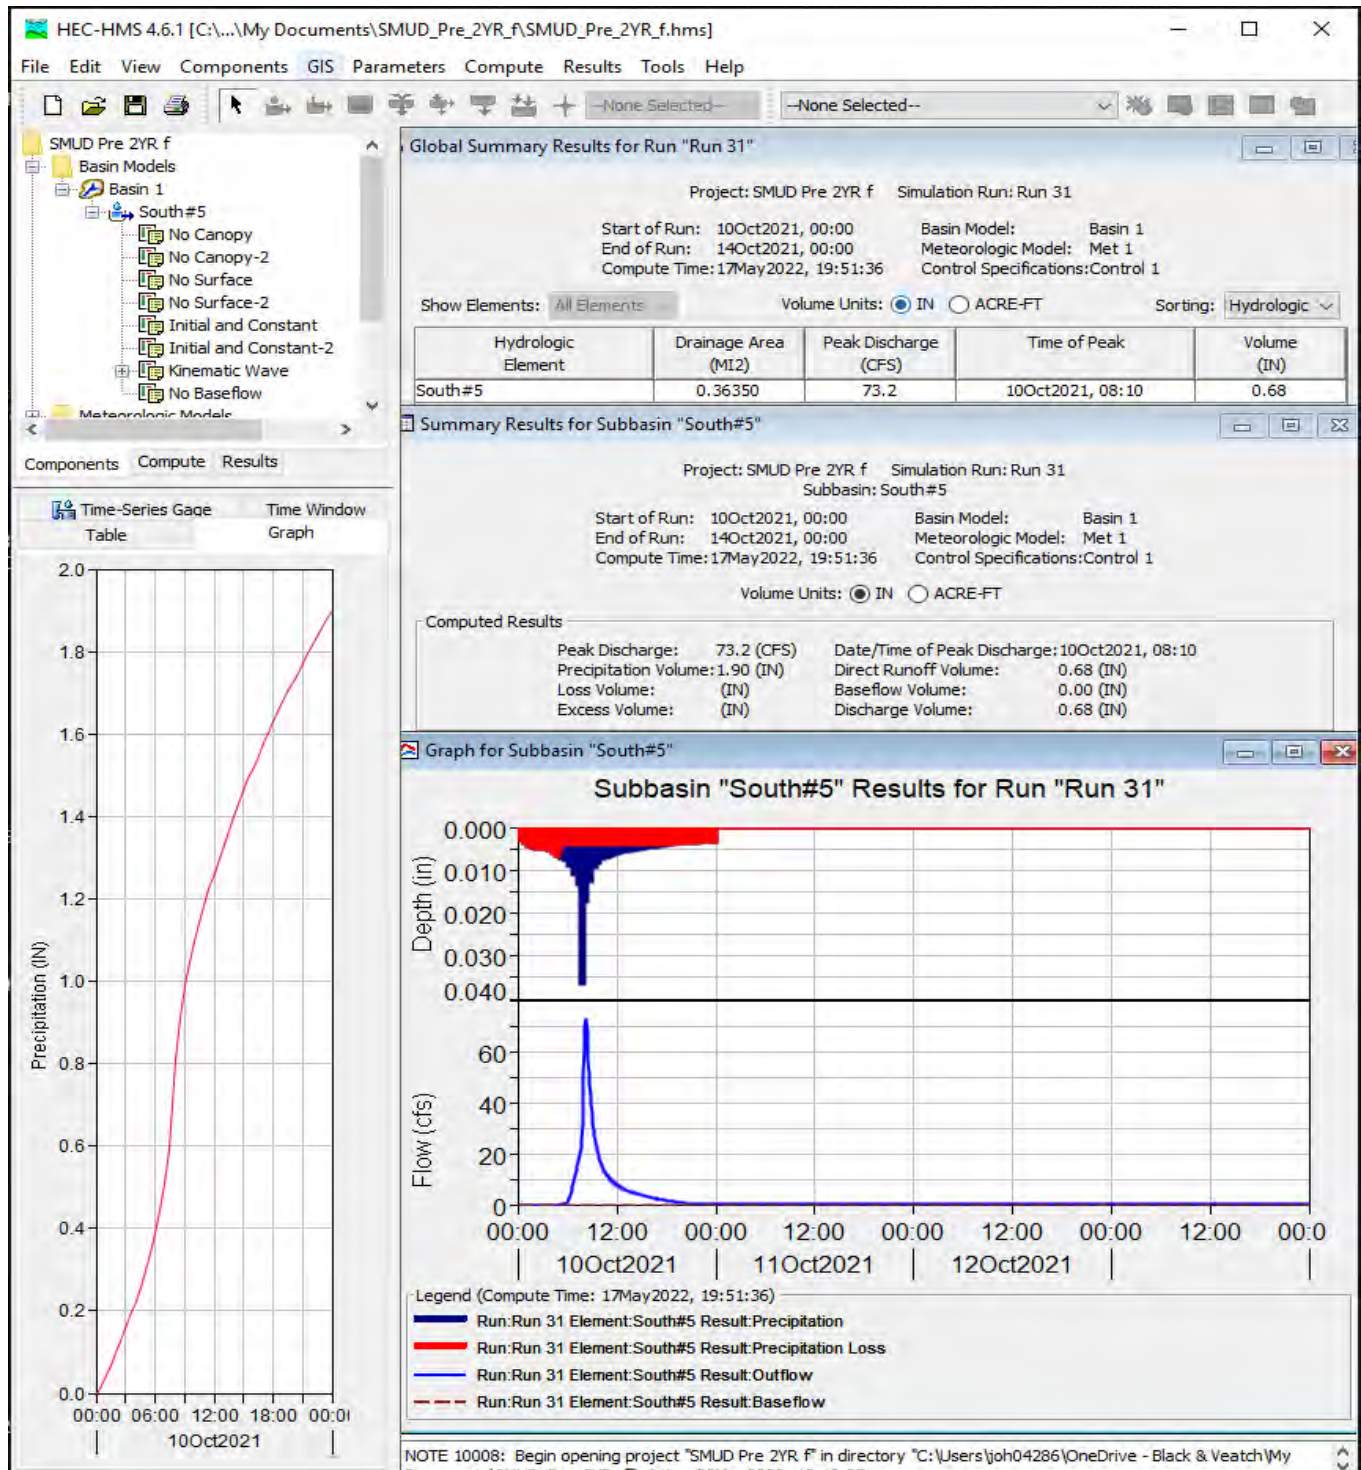 HEC-HMS 4.6.1 [C:\...\My Documents\SMUD_Pre_2YR_f\SMUD_Pre_2YR_f.hms]
File Edit View Components GIS Parameters Compute Results Tools Help
--None Selected-- --None Selected--
SMUD Pre 2YR f
Basin Models
Basin 1
South#5
No Canopy
No Canopy-2
No Surface
No Surface-2
Initial and Constant
Initial and Constant-2
Kinematic Wave
No Baseflow
Meteorologic Models
Components Compute Results
Time-Series Gage Time Window
Table Graph
2.0
1.8
1.6
1.4
1.2
1.0
0.8
0.6
0.4
0.2
0.0
Precipitation (IN)
00:00 06:00 12:00 18:00 00:0
10Oct2021
Global Summary Results for Run "Run 31"
Project: SMUD Pre 2YR f Simulation Run: Run 31
Start of Run: 10Oct2021, 00:00 Basin Model: Basin 1
End of Run: 14Oct2021, 00:00 Meteorologic Model: Met 1
Compute Time:17May2022, 19:51:36 Control Specifications:Control 1
Show Elements: All Elements Volume Units: IN ACRE-FT Sorting: Hydrologic
Hydrologic Element Drainage Area (MI2) Peak Discharge (CFS) Time of Peak Volume (IN)
South#5 0.36350 73.2 10Oct2021, 08:10 0.68
Summary Results for Subbasin "South#5"
Project: SMUD Pre 2YR f Simulation Run: Run 31
Subbasin: South#5
Start of Run: 10Oct2021, 00:00 Basin Model: Basin 1
End of Run: 14Oct2021, 00:00 Meteorologic Model: Met 1
Compute Time:17May2022, 19:51:36 Control Specifications:Control 1
Volume Units: IN ACRE-FT
Computed Results
Peak Discharge: 73.2 (CFS) Date/Time of Peak Discharge:10Oct2021, 08:10
Precipitation Volume:1.90 (IN) Direct Runoff Volume: 0.68 (IN)
Loss Volume: (IN) Baseflow Volume: 0.00 (IN)
Excess Volume: (IN) Discharge Volume: 0.68 (IN)
Graph for Subbasin "South#5"
Subbasin "South#5" Results for Run "Run 31"
0.000
0.010
0.020
0.030
0.040
Depth (in)
60
40
20
0
Flow (cfs)
00:00 12:00 00:00 12:00 00:00 12:00 00:00 12:00 00:0
10Oct2021 11Oct2021 12Oct2021
Legend (Compute Time: 17May2022, 19:51:36)
Run:Run 31 Element:South#5 Result:Precipitation
Run:Run 31 Element:South#5 Result:Precipitation Loss
Run:Run 31 Element:South#5 Result:Outflow
Run:Run 31 Element:South#5 Result:Baseflow
NOTE 10008: Begin opening project "SMUD Pre 2YR f" in directory "C:\Users\joh04286\OneDrive - Black & Veatch\My